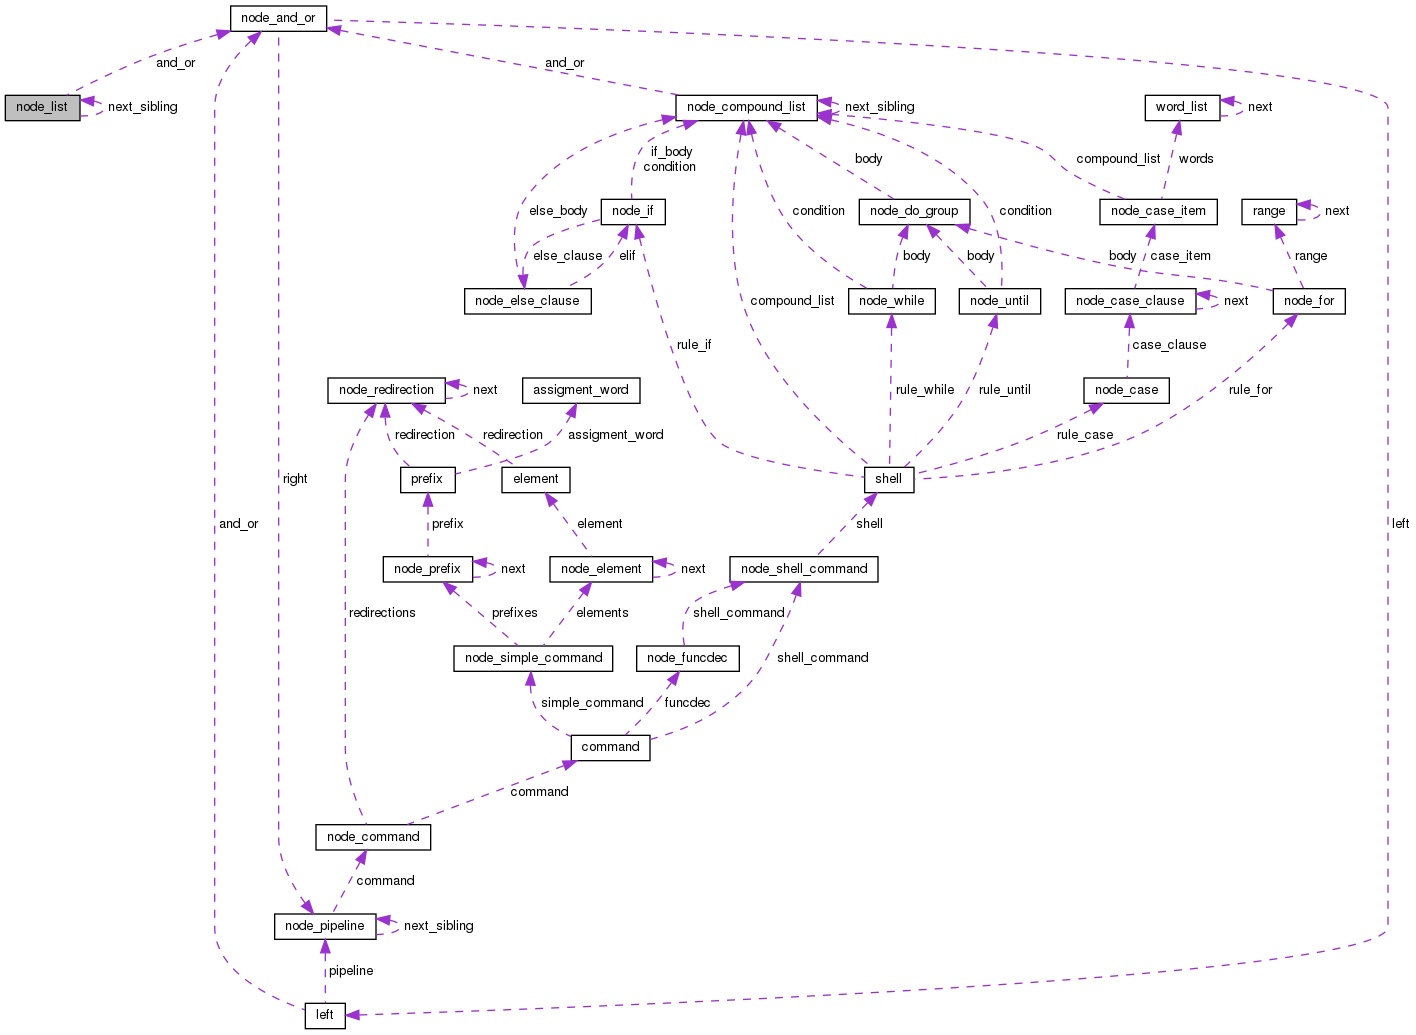 node_and_or
and_or
and_or
node_list
next_sibling
node_compound_list
next_sibling
word_list
next
if_body
condition
body
compound_list
words
else_body
node_if
condition
node_do_group
condition
node_case_item
range
next
else_clause
elif
body
body
body
case_item
range
node_else_clause
compound_list
node_while
node_until
node_case_clause
next
node_for
rule_if
case_clause
node_redirection
next
assigment_word
rule_while
rule_until
node_case
rule_for
redirection
redirection
assigment_word
rule_case
right
prefix
element
shell
and_or
prefix
element
shell
left
node_prefix
next
node_element
next
node_shell_command
redirections
prefixes
elements
shell_command
node_simple_command
node_funcdec
shell_command
simple_command
funcdec
command
command
node_command
command
node_pipeline
next_sibling
pipeline
left